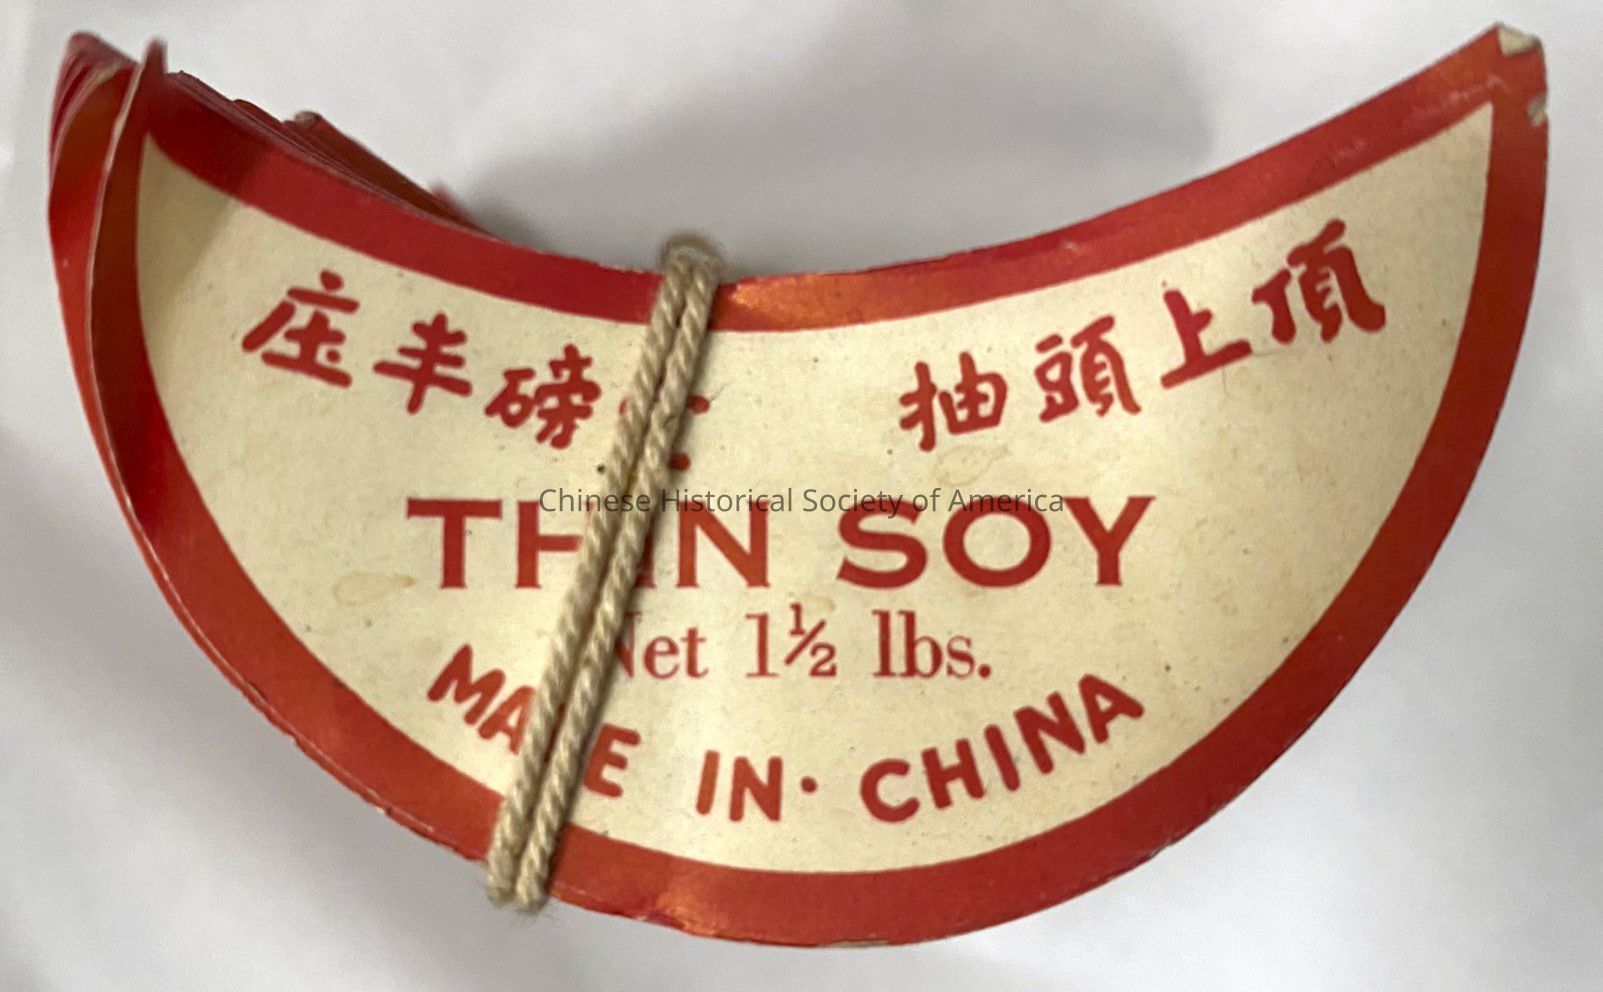 頂上頭抽 磅半庄
THIN SOY
Net 1½ lbs.
MADE IN· CHINA
Chinese Historical Society of America